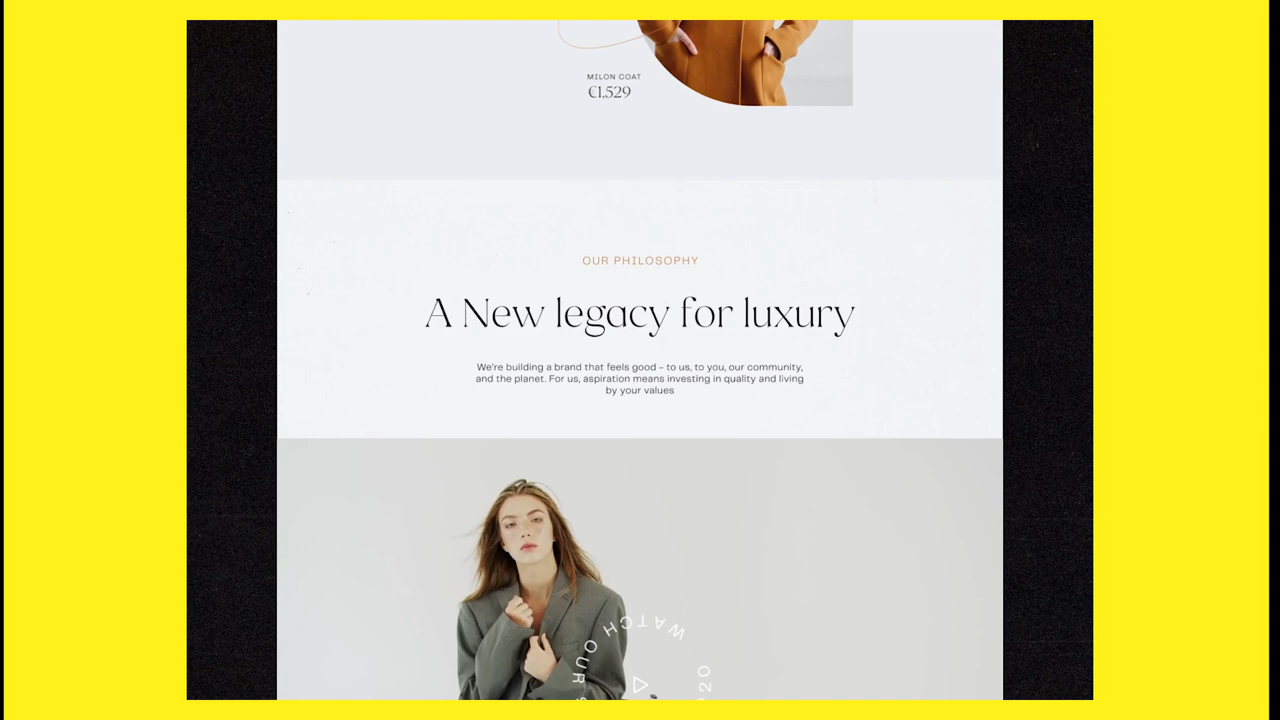 MILON COAT
€1.529
OUR PHILOSOPHY
A New legacy for luxury
We're building a brand that feels good - to us, to you, our community,
and the planet. For us, aspiration means investing in quality and living
by your values
WATCH OUR